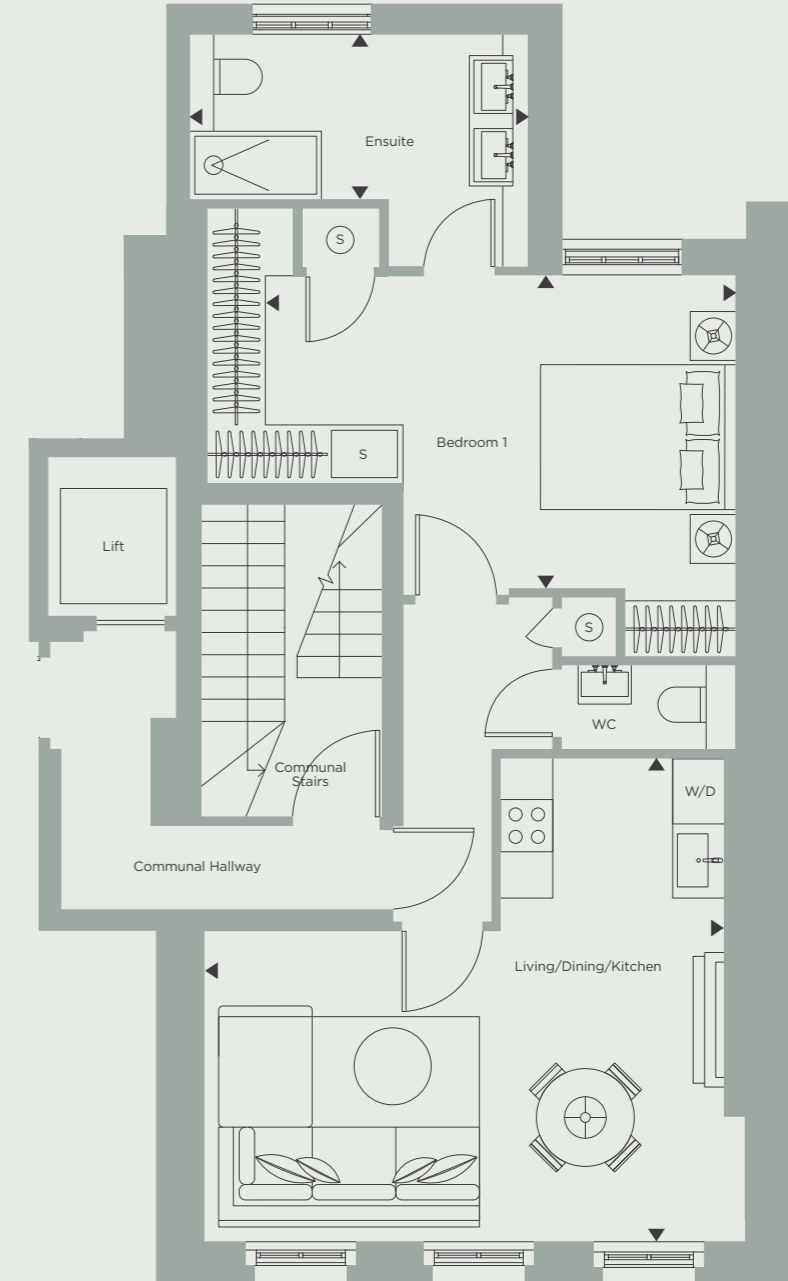 Ensuite
S
Bedroom 1
S
Lift
S
WC
Communal
Stairs
W/D
Communal Hallway
Living/Dining/Kitchen